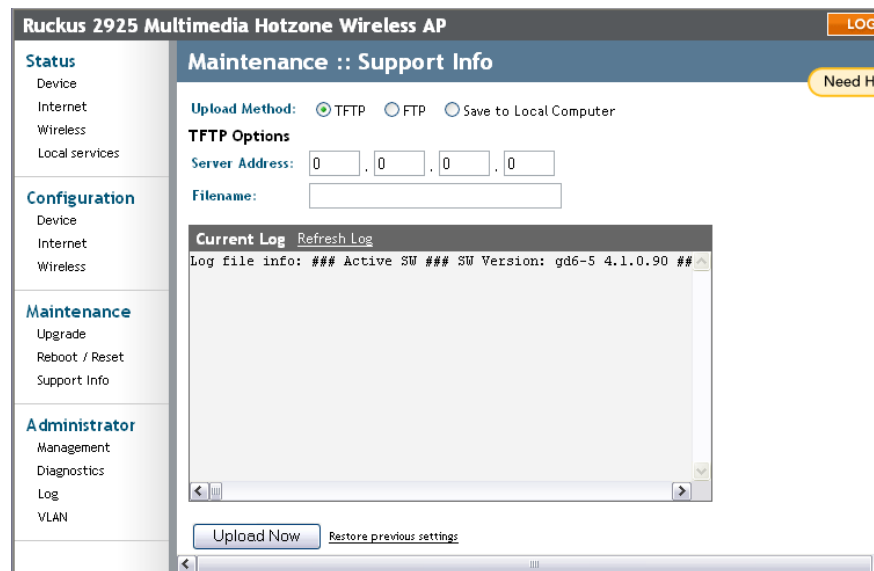 Ruckus 2925 Multimedia Hotzone Wireless AP
LOG
Status
Device
Internet
Wireless
Local services
Configuration
Device
Internet
Wireless
Maintenance
Upgrade
Reboot / Reset
Support Info
Administrator
Management
Diagnostics
Log
VLAN
Maintenance :: Support Info
Need H
Upload Method: TFTP FTP Save to Local Computer
TFTP Options
Server Address: 0 . 0 . 0 . 0
Filename:
Current Log Refresh Log
Log file info: ### Active SW ### SW Version: gd6-5 4.1.0.90 ##
Upload Now Restore previous settings